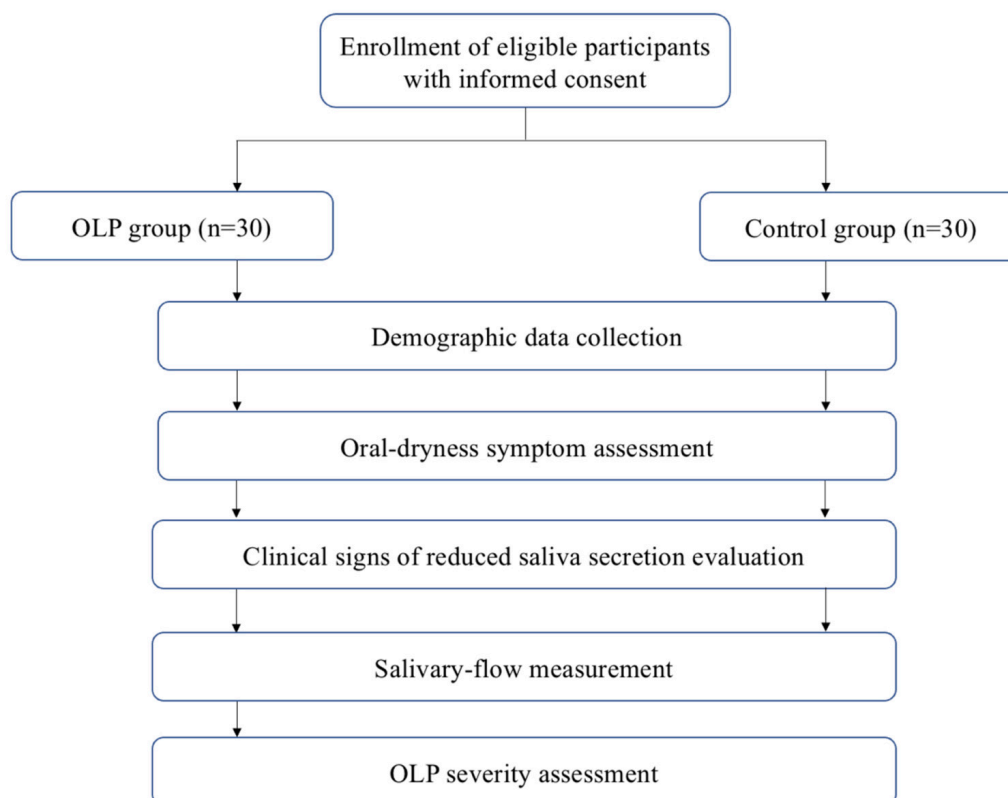 Enrollment of eligible participants
with informed consent
OLP group (n=30)
Control group (n=30)
Demographic data collection
Oral-dryness symptom assessment
Clinical signs of reduced saliva secretion evaluation
Salivary-flow measurement
OLP severity assessment